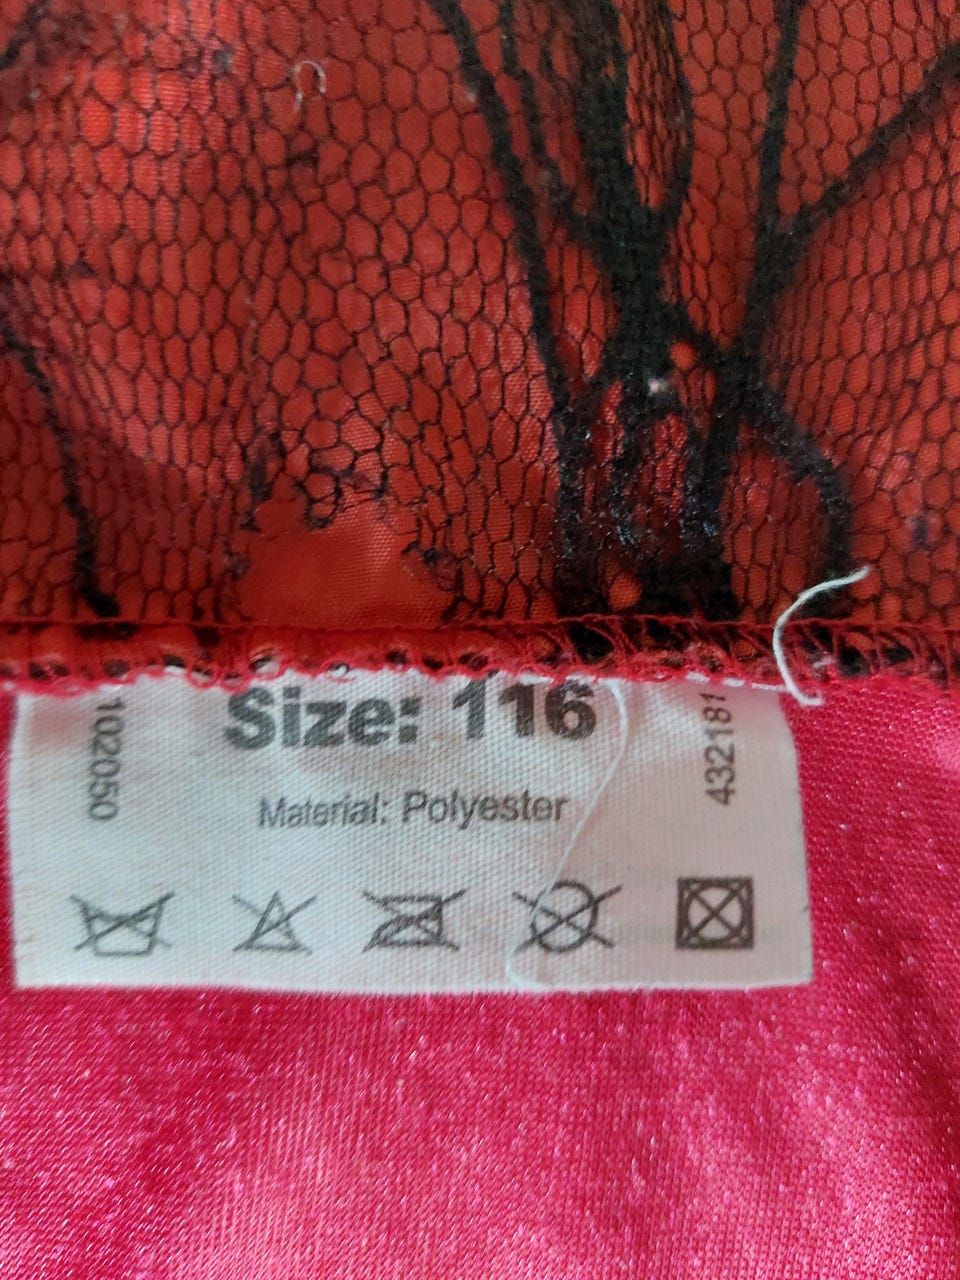 Size: 116
102050
432181
Material: Polyester